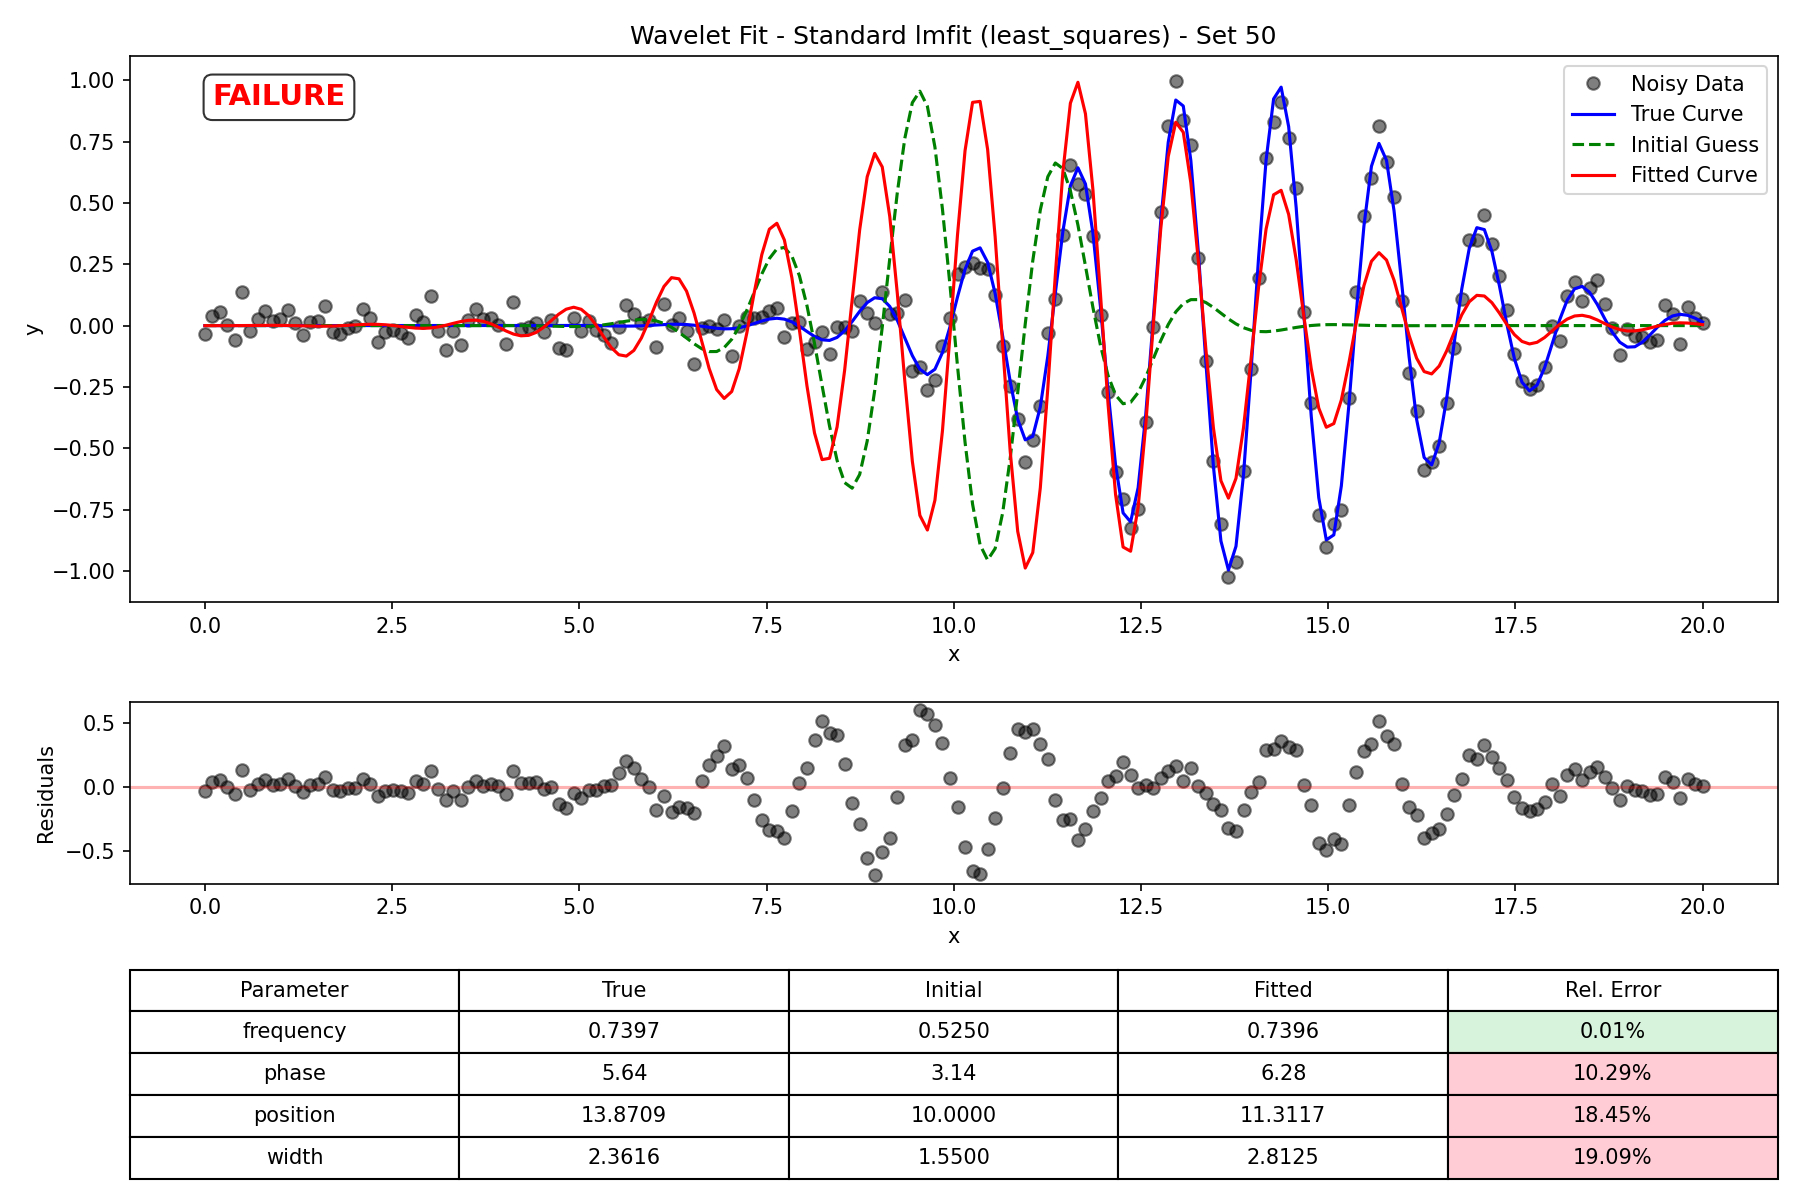 Wavelet Fit - Standard lmfit (least_squares) - Set 50
FAILURE
Noisy Data
True Curve
Initial Guess
Fitted Curve
1.00
0.75
0.50
0.25
0.00
−0.25
−0.50
−0.75
−1.00
y
0.0 2.5 5.0 7.5 10.0 12.5 15.0 17.5 20.0
x
0.5
0.0
−0.5
Residuals
0.0 2.5 5.0 7.5 10.0 12.5 15.0 17.5 20.0
x
Parameter True Initial Fitted Rel. Error
frequency 0.7397 0.5250 0.7396 0.01%
phase 5.64 3.14 6.28 10.29%
position 13.8709 10.0000 11.3117 18.45%
width 2.3616 1.5500 2.8125 19.09%